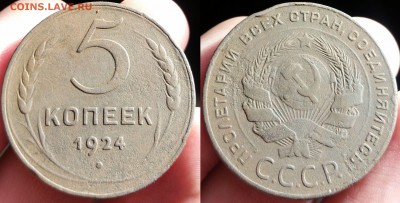 COINS.LAVE.RU
5
КОПЕЕК
1924
ПРОЛЕТАРИИ ВСЕХ СТРАН, СОЕДИНЯЙТЕСЬ!
С.С.С.Р.